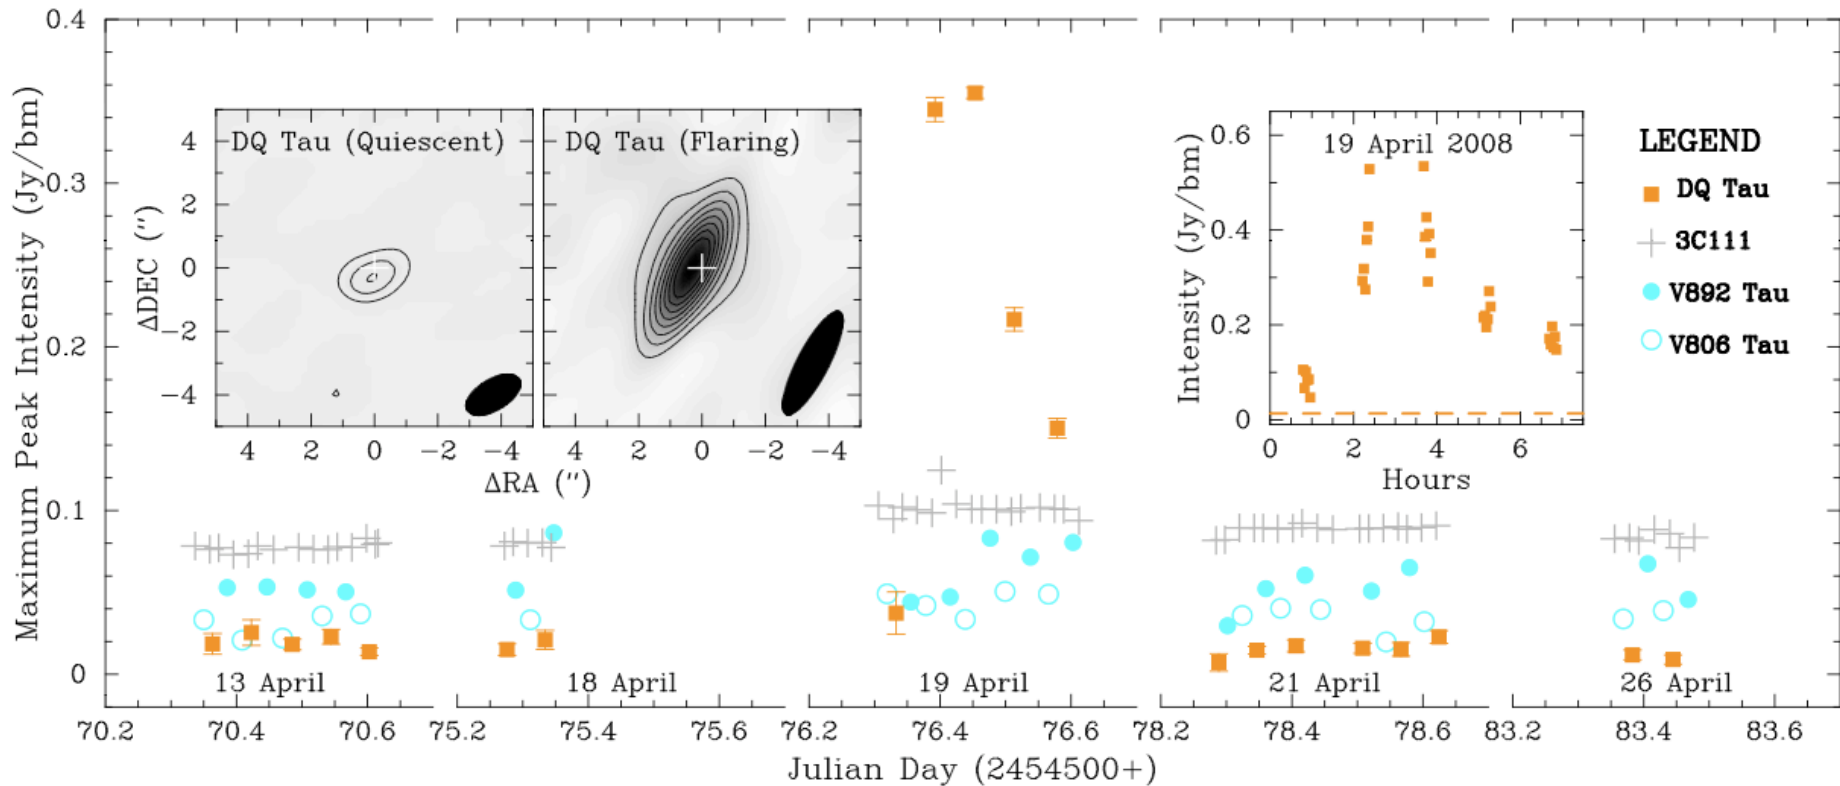 Maximum Peak Intensity (Jy/bm)
0.4
0.3
0.2
0.1
0
DQ Tau (Quiescent)
DQ Tau (Flaring)
ΔDEC (″)
4
2
0
−2
−4
4 2 0 −2 −4
4 2 0 −2 −4
ΔRA (″)
19 April 2008
Intensity (Jy/bm)
0.6
0.4
0.2
0
0 2 4 6
Hours
LEGEND
DQ Tau
3C111
V892 Tau
V806 Tau
13 April
18 April
19 April
21 April
26 April
70.2 70.4 70.6 75.2 75.4 75.6 76.2 76.4 76.6 78.2 78.4 78.6 83.2 83.4 83.6
Julian Day (2454500+)